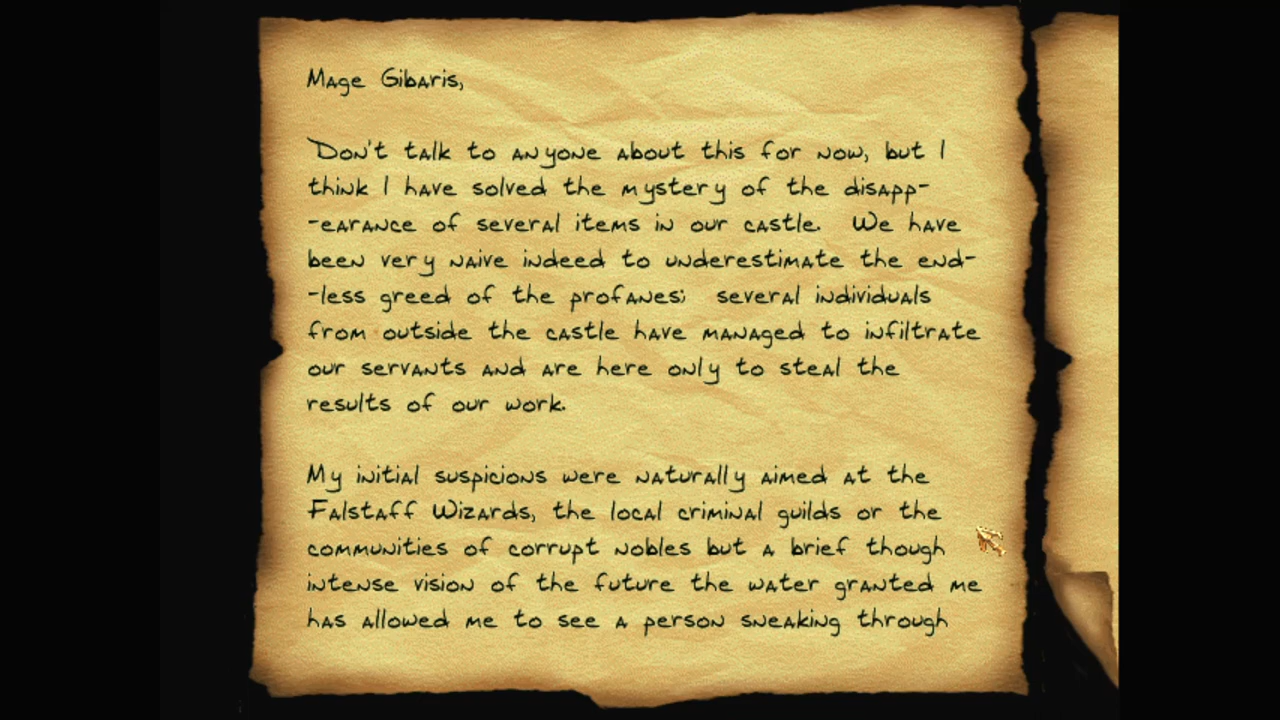 Mage Gibaris,
Don't talk to anyone about this for now, but I
think I have solved the mystery of the disapp-
-earance of several items in our castle. We have
been very naive indeed to underestimate the end-
-less greed of the profanes; several individuals
from outside the castle have managed to infiltrate
our servants and are here only to steal the
results of our work.
My initial suspicions were naturally aimed at the
Falstaff Wizards, the local criminal guilds or the
communities of corrupt nobles but a brief though
intense vision of the future the water granted me
has allowed me to see a person sneaking through